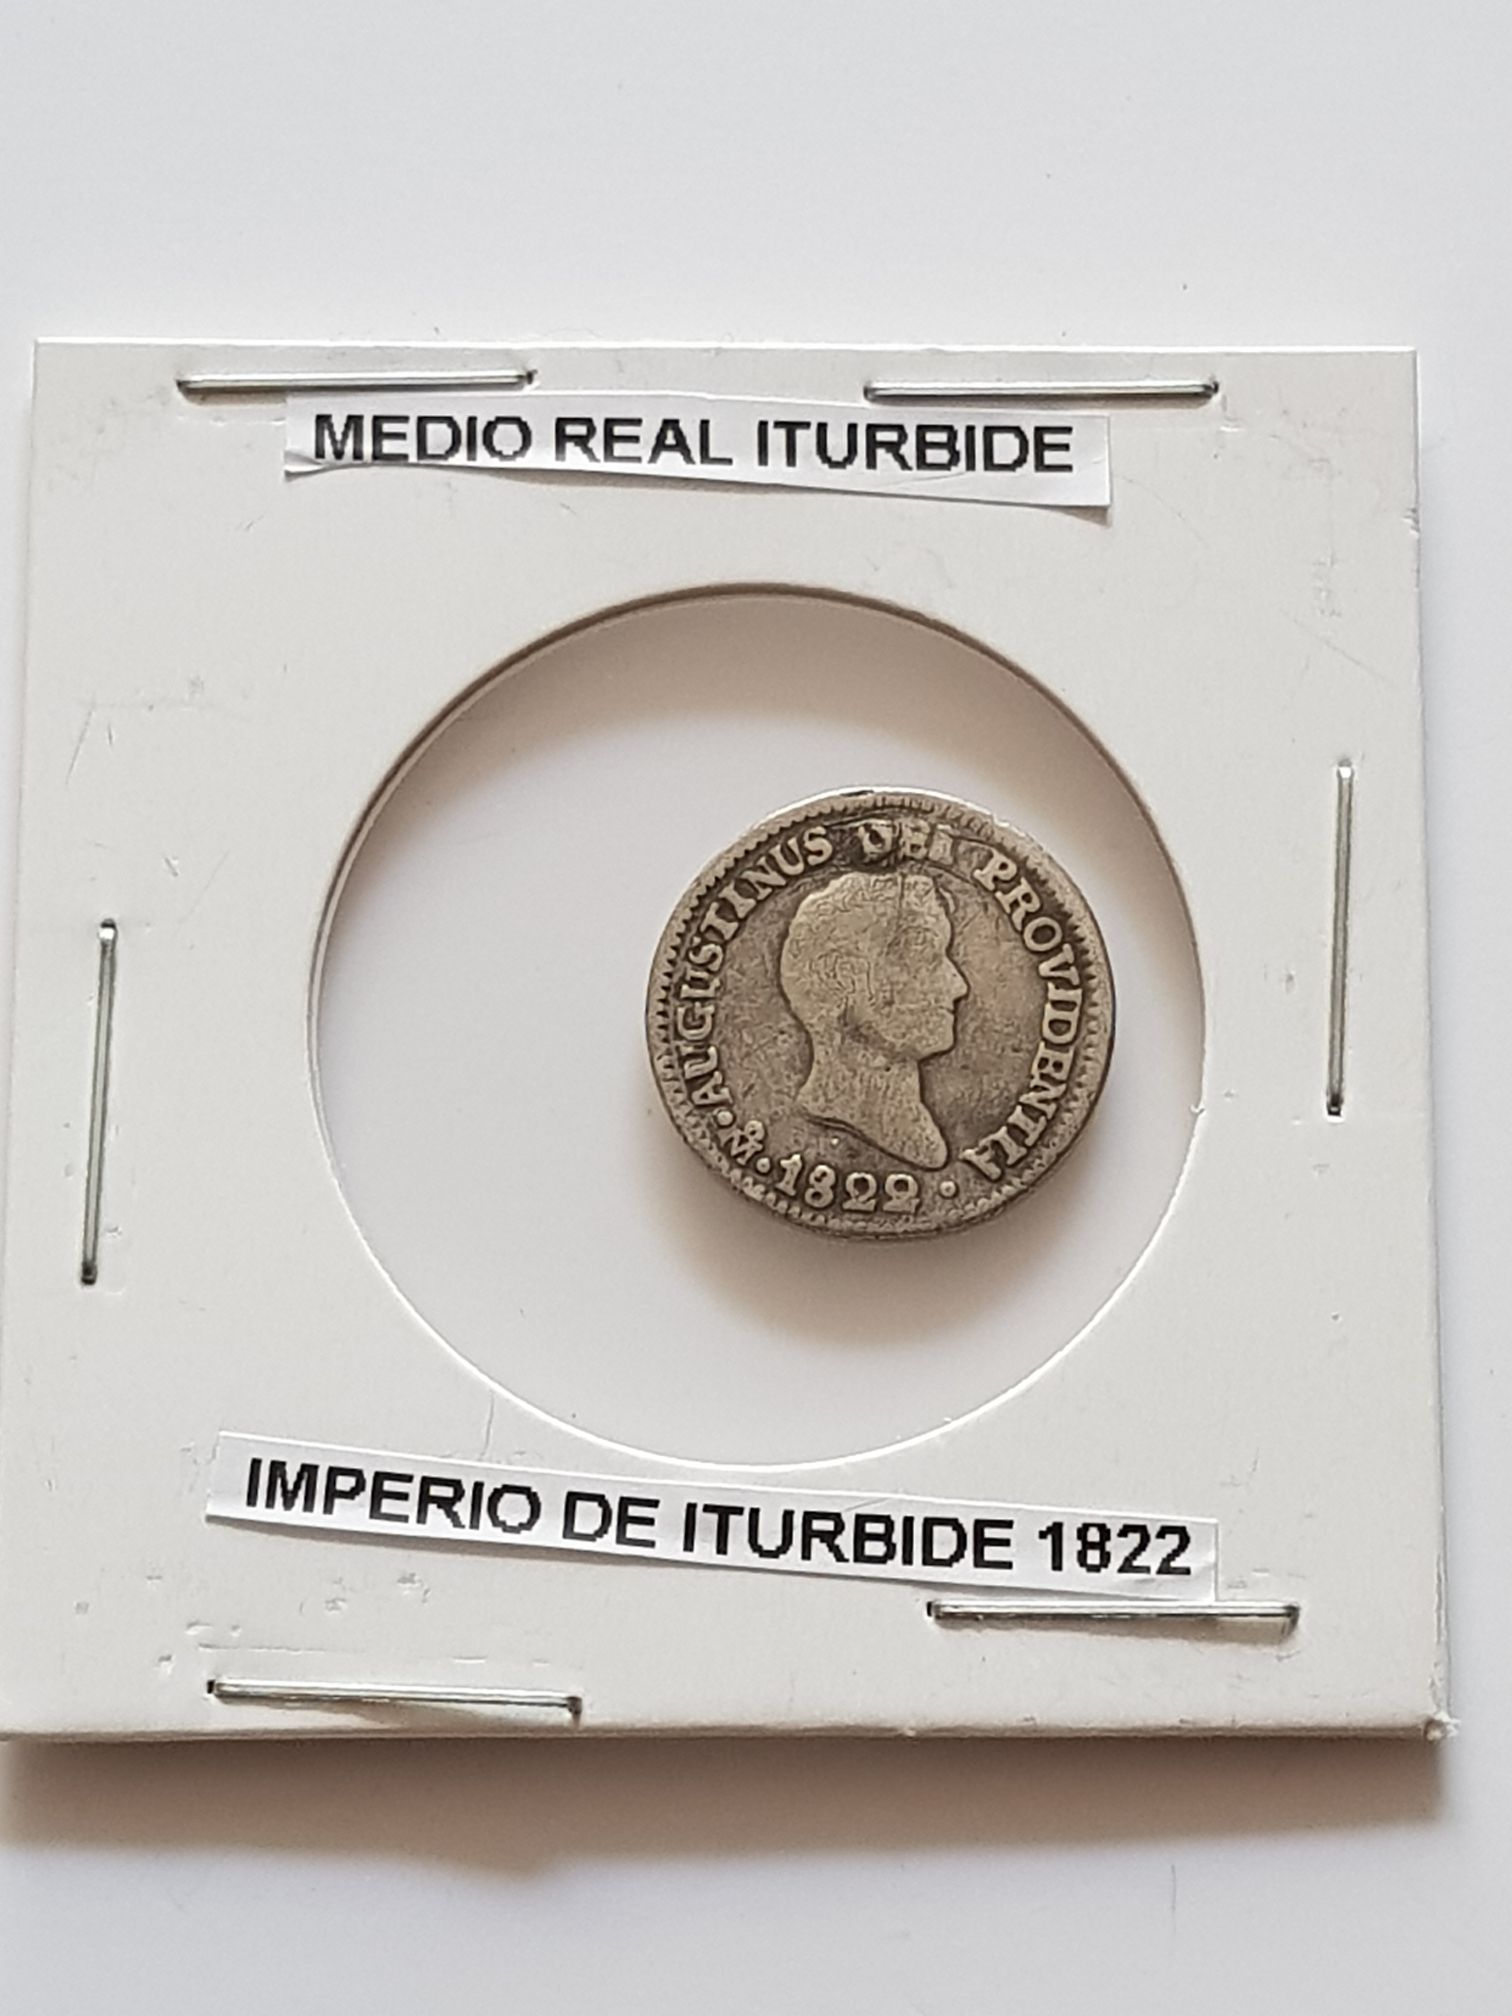 MEDIO REAL ITURBIDE
·AUGUSTINUS DEI PROVIDENTIA
M°·1822·
IMPERIO DE ITURBIDE 1822